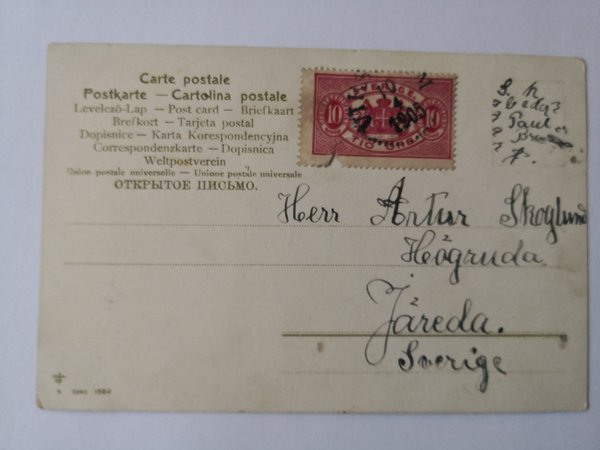 Carte postale
Postkarte — Cartolina postale
Levelező-Lap — Post card — Briefkaart
Brefkort — Tarjeta postal
Dopisnice — Karta Korespondencyjna
Correspondenzkarte — Dopisnica
Weltpostverein
Union postale universelle — Unione postale universale
ОТКРЫТОЕ ПИСЬМО.
SVERIGE
10 10
1905
TIO ÖRE
Paul
Herr Artur Skoglund
Högruda
Järeda.
Sverige